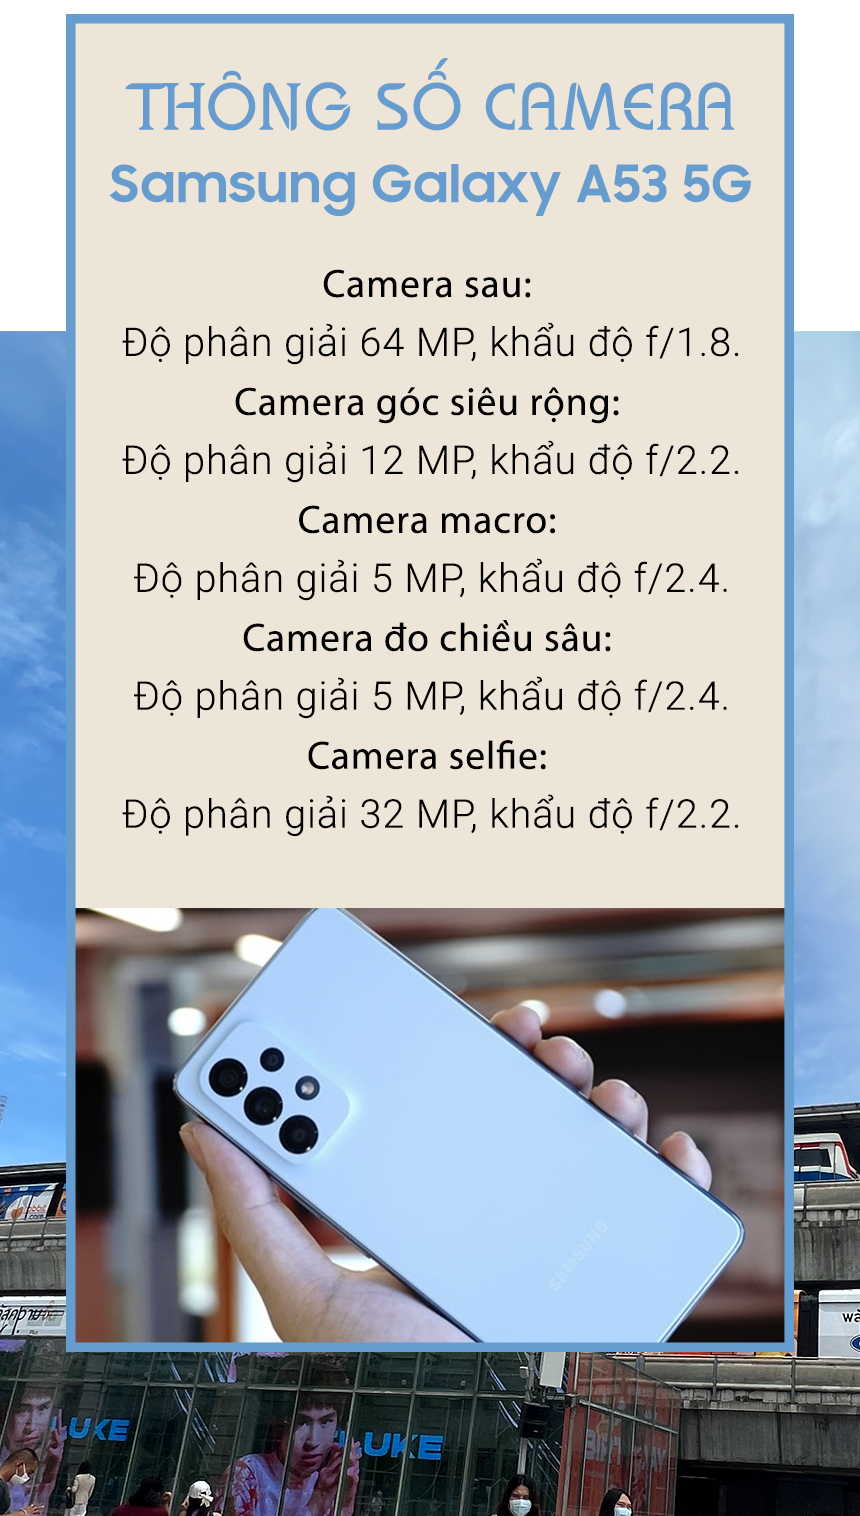 THÔNG SỐ CAMERA
Samsung Galaxy A53 5G
Camera sau:
Độ phân giải 64 MP, khẩu độ f/1.8.
Camera góc siêu rộng:
Độ phân giải 12 MP, khẩu độ f/2.2.
Camera macro:
Độ phân giải 5 MP, khẩu độ f/2.4.
Camera đo chiều sâu:
Độ phân giải 5 MP, khẩu độ f/2.4.
Camera selfie:
Độ phân giải 32 MP, khẩu độ f/2.2.
SAMSUNG
LUKE
LUKE